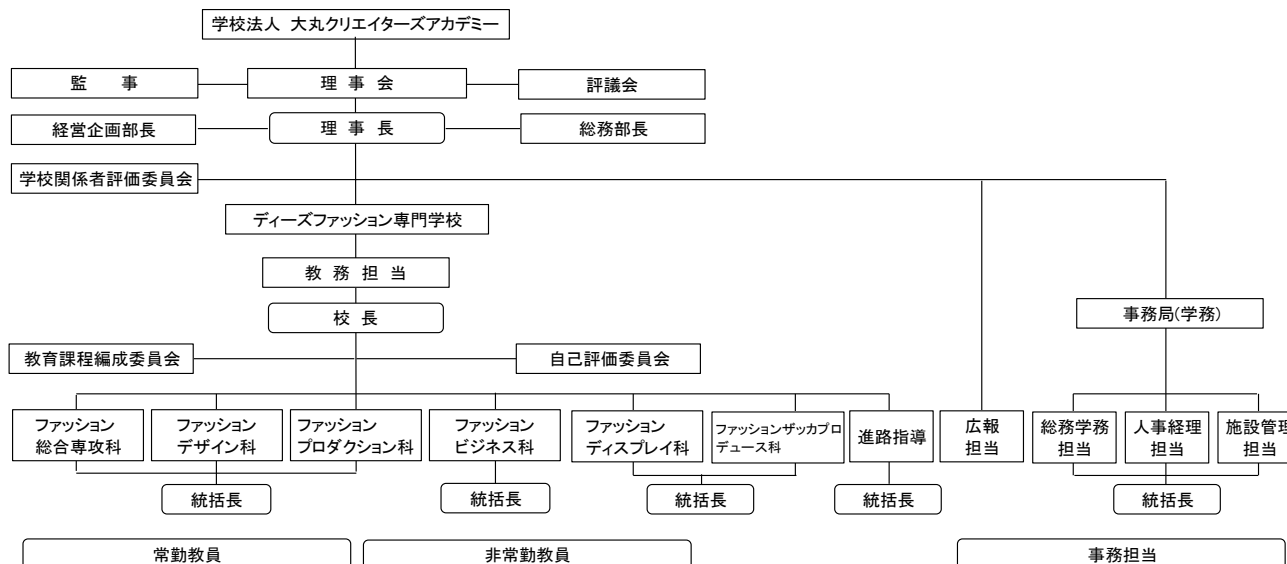 学校法人 大丸クリエイターズアカデミー
監 事
理 事 会
評議会
経営企画部長
理 事 長
総務部長
学校関係者評価委員会
ディーズファッション専門学校
教 務 担 当
校 長
事務局(学務)
教育課程編成委員会
自己評価委員会
ファッション
総合専攻科
ファッション
デザイン科
ファッション
プロダクション科
ファッション
ビジネス科
ファッション
ディスプレイ科
ファッションザッカプロ
デュース科
進路指導
広報
担当
総務学務
担当
人事経理
担当
施設管理
担当
統括長
統括長
統括長
統括長
統括長
常勤教員
非常勤教員
事務担当